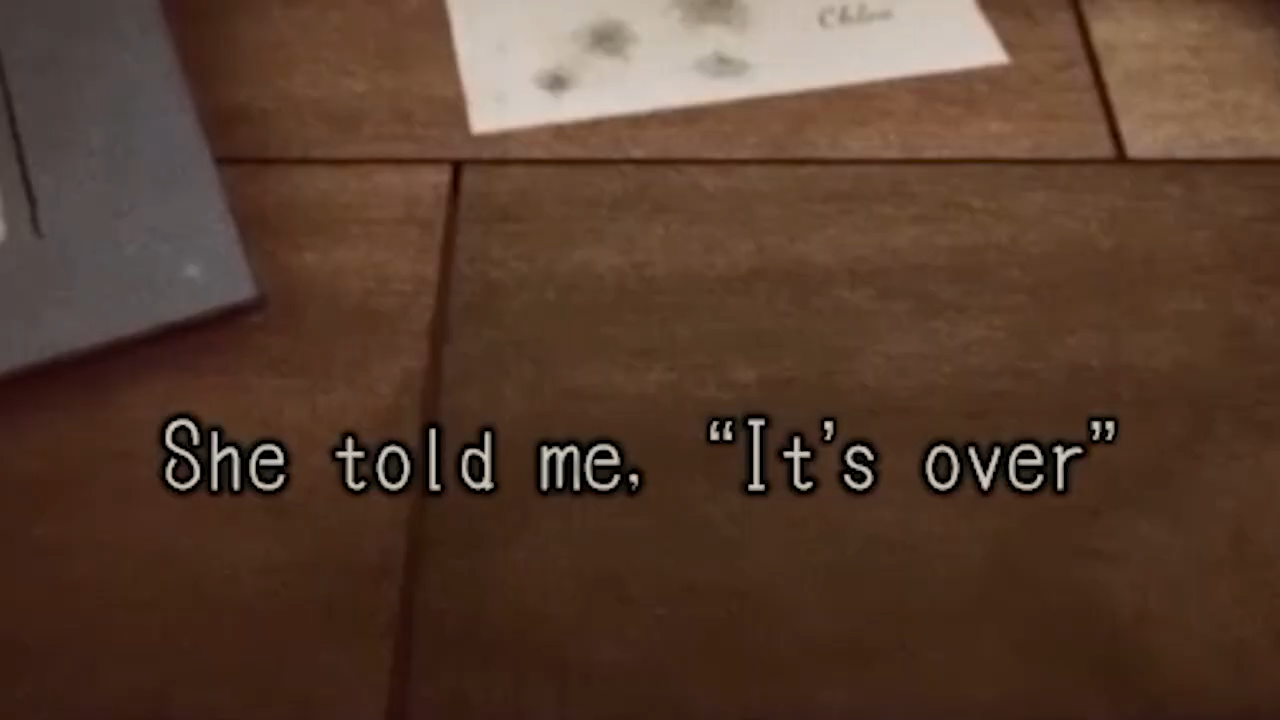 Chloe
She told me, “It’s over”